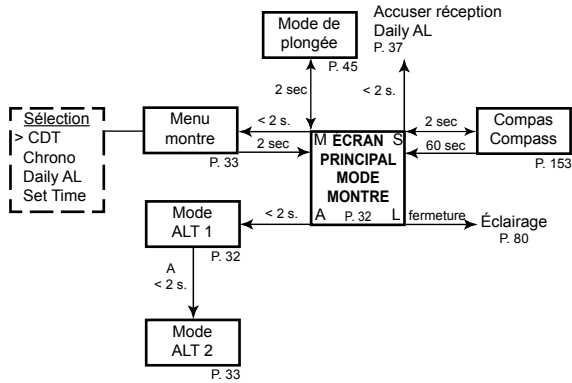 Accuser réception
Daily AL
P. 37
Mode de
plongée
P. 45
2 sec
< 2 s.
Sélection
> CDT
Chrono
Daily AL
Set Time
Menu
montre
P. 33
< 2 s.
2 sec
M ÉCRAN S
PRINCIPAL
MODE
MONTRE
A P. 32 L
2 sec
60 sec
Compas
Compass
P. 153
Mode
ALT 1
P. 32
< 2 s.
fermeture
Éclairage
P. 80
A
< 2 s.
Mode
ALT 2
P. 33